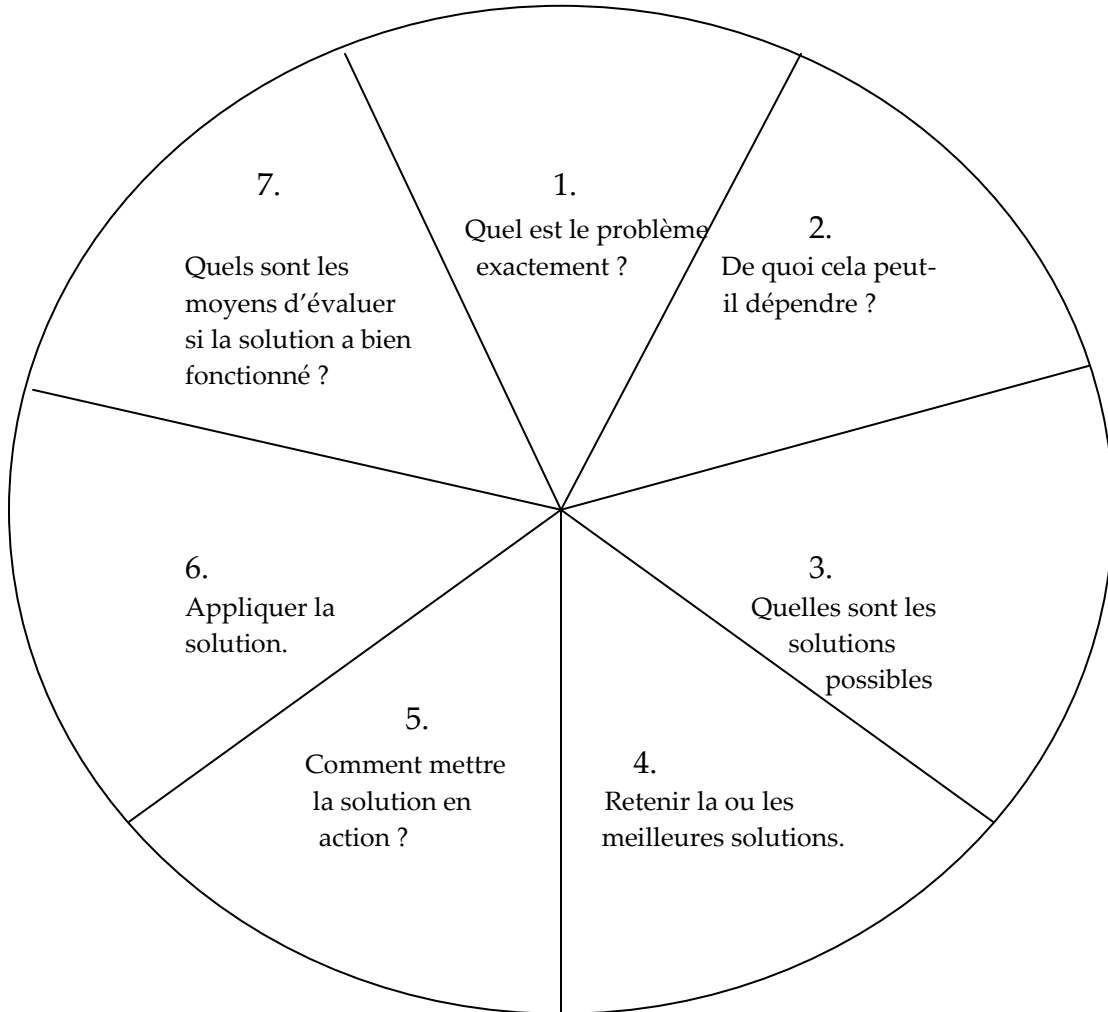 1.
Quel est le problème
exactement ?
2.
De quoi cela peut-
il dépendre ?
3.
Quelles sont les
solutions
possibles
4.
Retenir la ou les
meilleures solutions.
5.
Comment mettre
la solution en
action ?
6.
Appliquer la
solution.
7.
Quels sont les
moyens d’évaluer
si la solution a bien
fonctionné ?